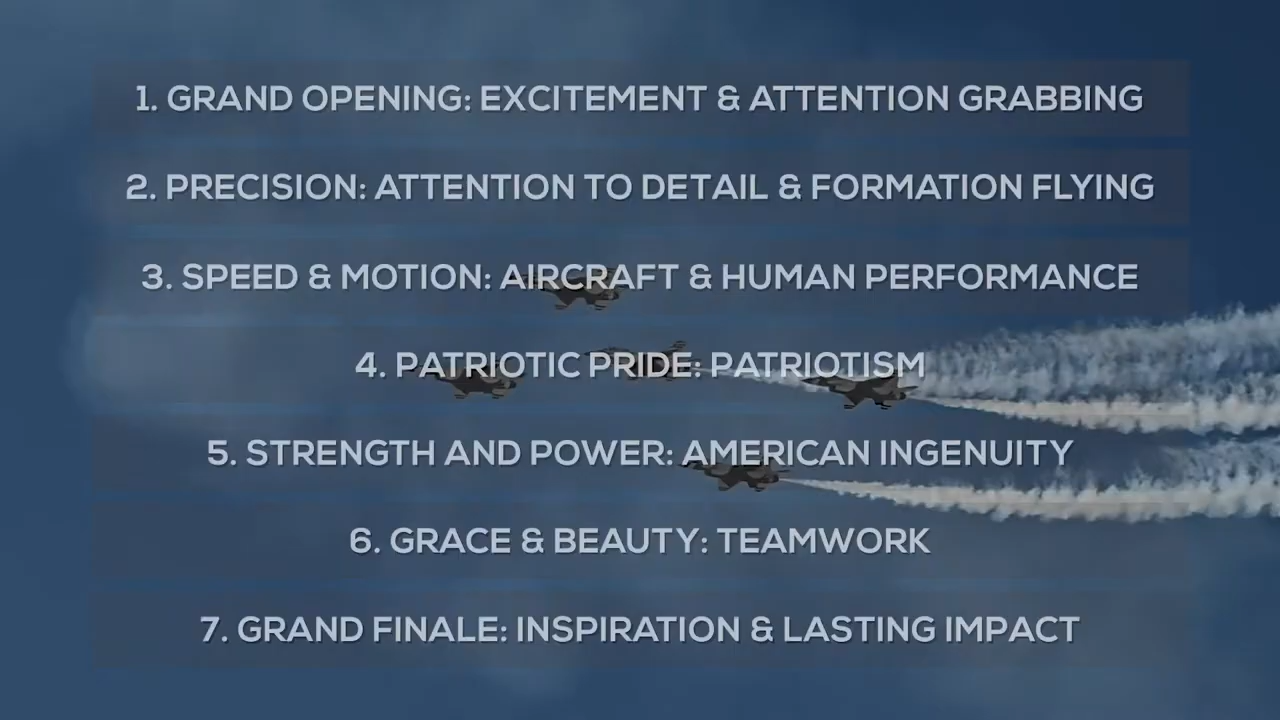 1. GRAND OPENING: EXCITEMENT & ATTENTION GRABBING
2. PRECISION: ATTENTION TO DETAIL & FORMATION FLYING
3. SPEED & MOTION: AIRCRAFT & HUMAN PERFORMANCE
4. PATRIOTIC PRIDE: PATRIOTISM
5. STRENGTH AND POWER: AMERICAN INGENUITY
6. GRACE & BEAUTY: TEAMWORK
7. GRAND FINALE: INSPIRATION & LASTING IMPACT